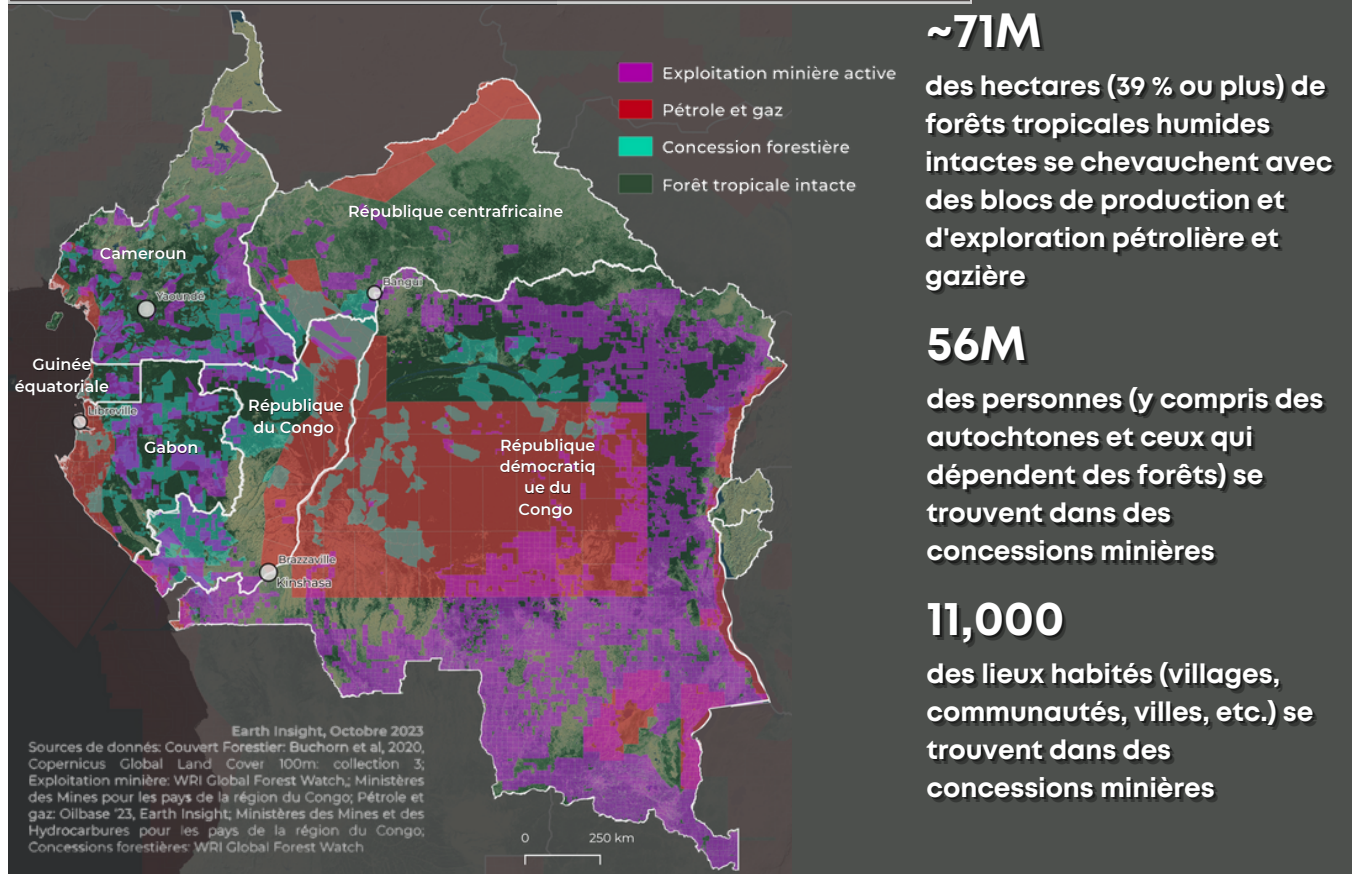 ~71M
des hectares (39 % ou plus) de
forêts tropicales humides
intactes se chevauchent avec
des blocs de production et
d'exploration pétrolière et
gazière
56M
des personnes (y compris des
autochtones et ceux qui
dépendent des forêts) se
trouvent dans des
concessions minières
11,000
des lieux habités (villages,
communautés, villes, etc.) se
trouvent dans des
concessions minières
Exploitation minière active
Pétrole et gaz
Concession forestière
Forêt tropicale intacte
République centrafricaine
Cameroun
Bangui
Yaoundé
Guinée
équatoriale
Libreville
République
du Congo
Gabon
République
démocratiq
ue du
Congo
Brazzaville
Kinshasa
Earth Insight, Octobre 2023
Sources de donnés: Couvert Forestier: Buchorn et al, 2020,
Copernicus Global Land Cover 100m: collection 3;
Exploitation minière: WRI Global Forest Watch,; Ministères
des Mines pour les pays de la région du Congo; Pétrole et
gaz: Oilbase '23, Earth Insight; Ministères des Mines et des
Hydrocarbures pour les pays de la région du Congo;
Concessions forestières: WRI Global Forest Watch
0 250 km